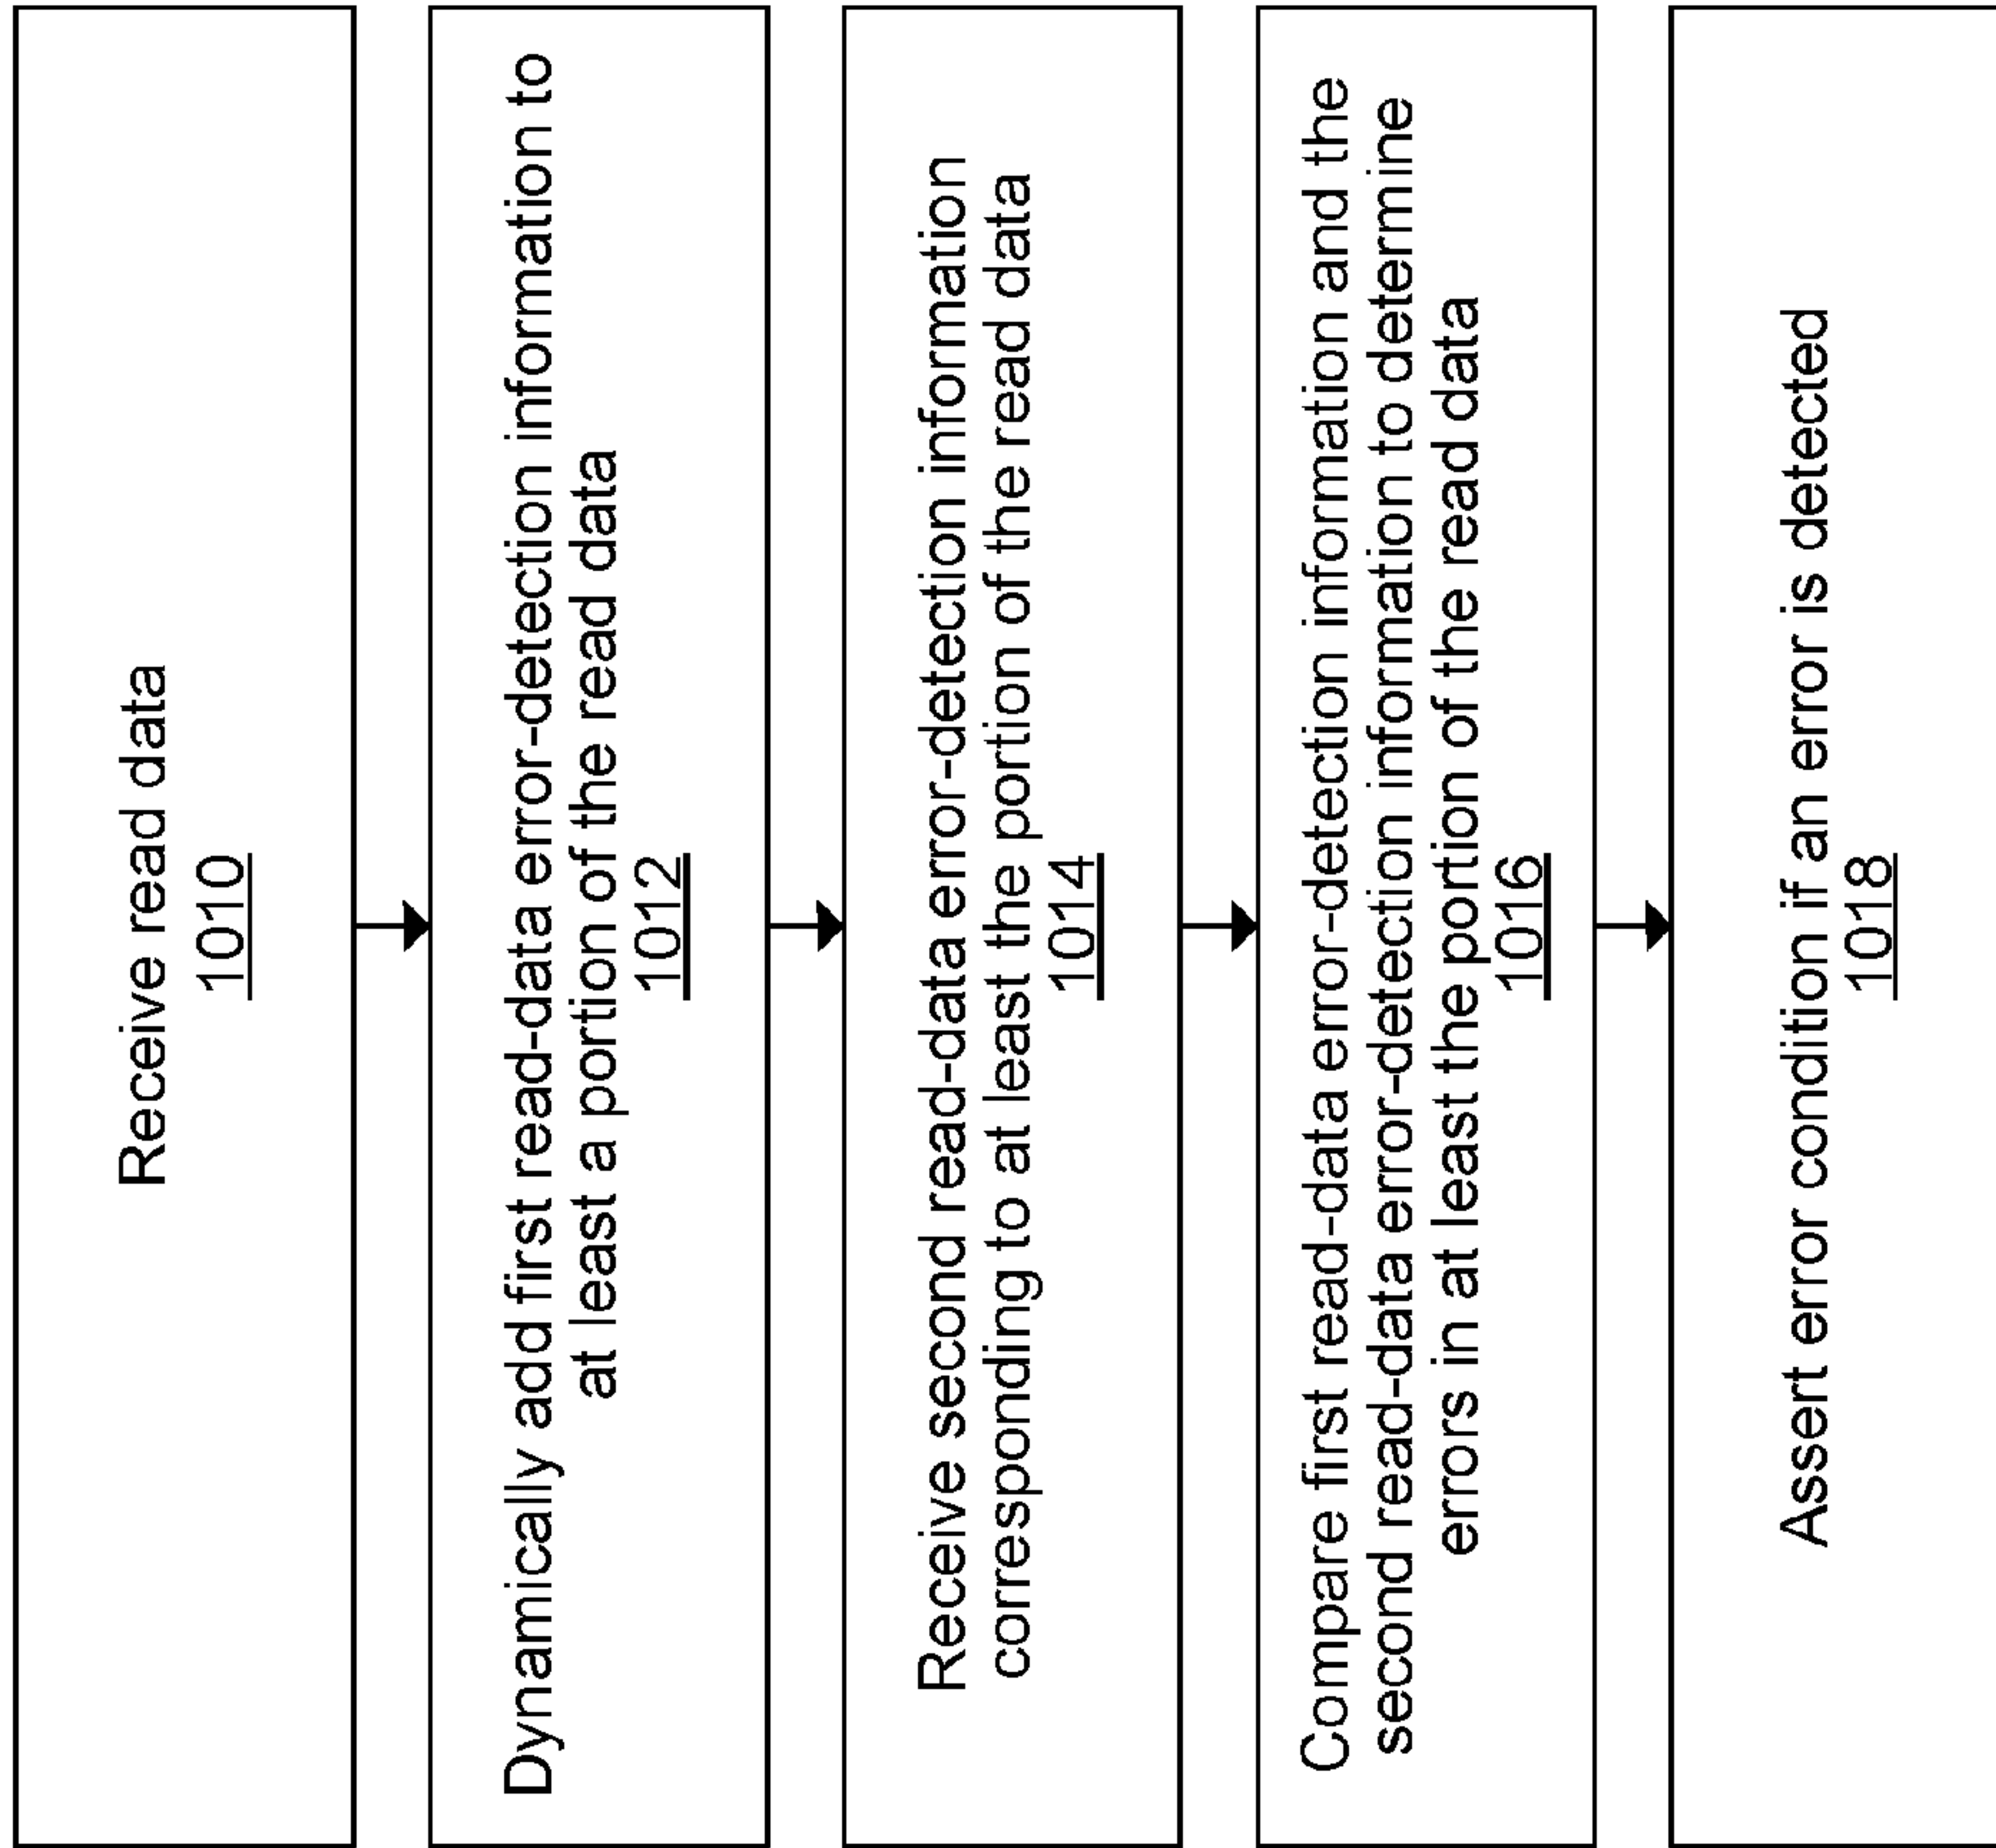 Receive read data
1010
Dynamically add first read-data error-detection information to
at least a portion of the read data
1012
Receive second read-data error-detection information
corresponding to at least the portion of the read data
1014
Compare first read-data error-detection information and the
second read-data error-detection information to determine
errors in at least the portion of the read data
1016
Assert error condition if an error is detected
1018